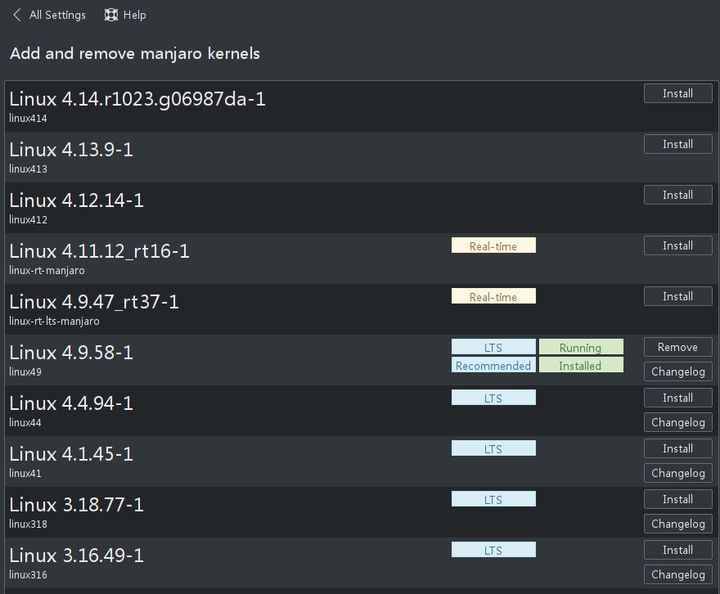 All Settings Help
Add and remove manjaro kernels
Linux 4.14.r1023.g06987da-1 Install
linux414
Linux 4.13.9-1 Install
linux413
Linux 4.12.14-1 Install
linux412
Linux 4.11.12_rt16-1 Real-time Install
linux-rt-manjaro
Linux 4.9.47_rt37-1 Real-time Install
linux-rt-lts-manjaro
Linux 4.9.58-1 LTS Running Remove
linux49 Recommended Installed Changelog
Linux 4.4.94-1 LTS Install
linux44 Changelog
Linux 4.1.45-1 LTS Install
linux41 Changelog
Linux 3.18.77-1 LTS Install
linux318 Changelog
Linux 3.16.49-1 LTS Install
linux316 Changelog